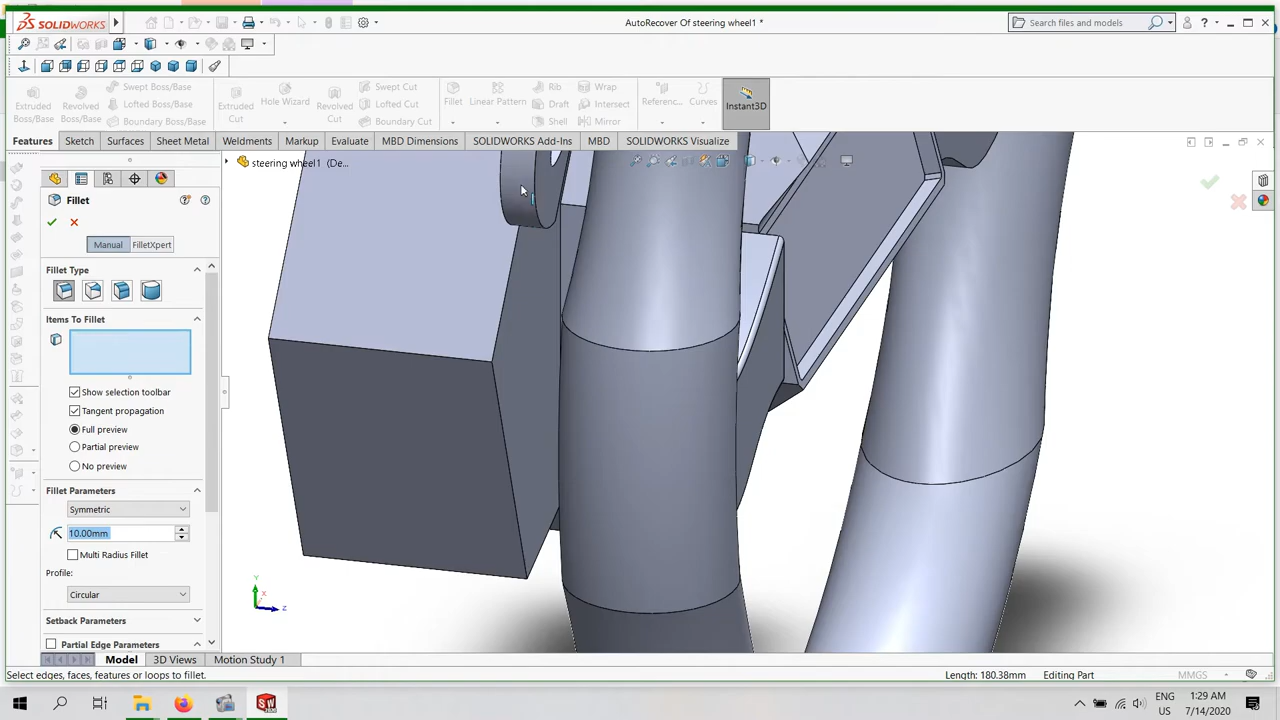 SOLIDWORKS
AutoRecover Of steering wheel1 *
Search files and models
Extruded Boss/Base
Revolved Boss/Base
Swept Boss/Base
Lofted Boss/Base
Boundary Boss/Base
Extruded Cut
Hole Wizard
Revolved Cut
Swept Cut
Lofted Cut
Boundary Cut
Fillet
Linear Pattern
Rib
Draft
Shell
Wrap
Intersect
Mirror
Referenc...
Curves
Instant3D
Features
Sketch
Surfaces
Sheet Metal
Weldments
Markup
Evaluate
MBD Dimensions
SOLIDWORKS Add-Ins
MBD
SOLIDWORKS Visualize
steering wheel1 (De...
Fillet
Manual
FilletXpert
Fillet Type
Items To Fillet
Show selection toolbar
Tangent propagation
Full preview
Partial preview
No preview
Fillet Parameters
Symmetric
10.00mm
Multi Radius Fillet
Profile:
Circular
Setback Parameters
Partial Edge Parameters
Y
X
Z
Model
3D Views
Motion Study 1
Select edges, faces, features or loops to fillet.
Length: 180.38mm
Editing Part
MMGS
ENG
US
1:29 AM
7/14/2020